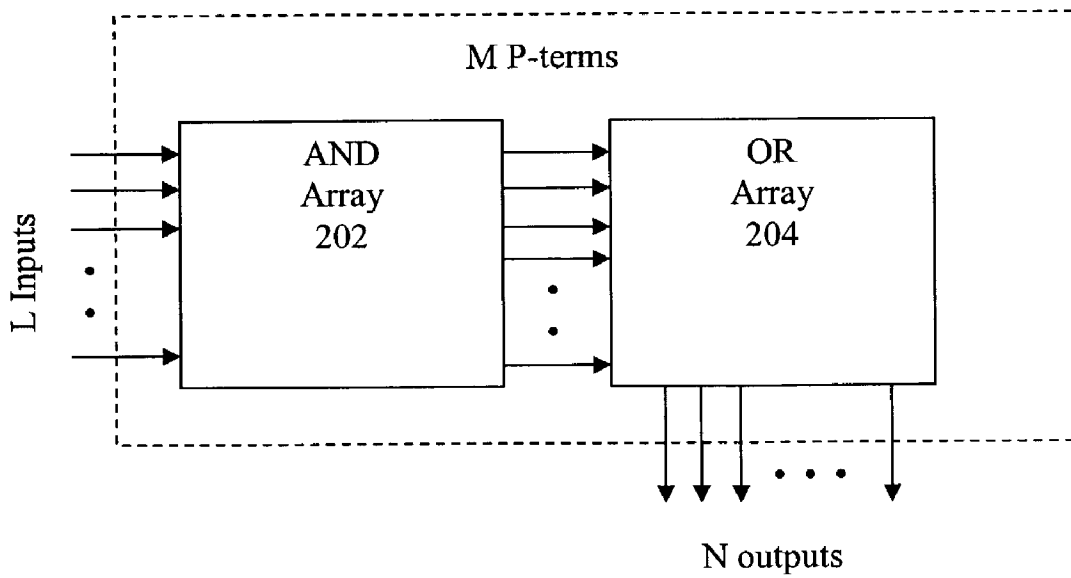 M P-terms
AND
Array
202
OR
Array
204
L Inputs
N outputs